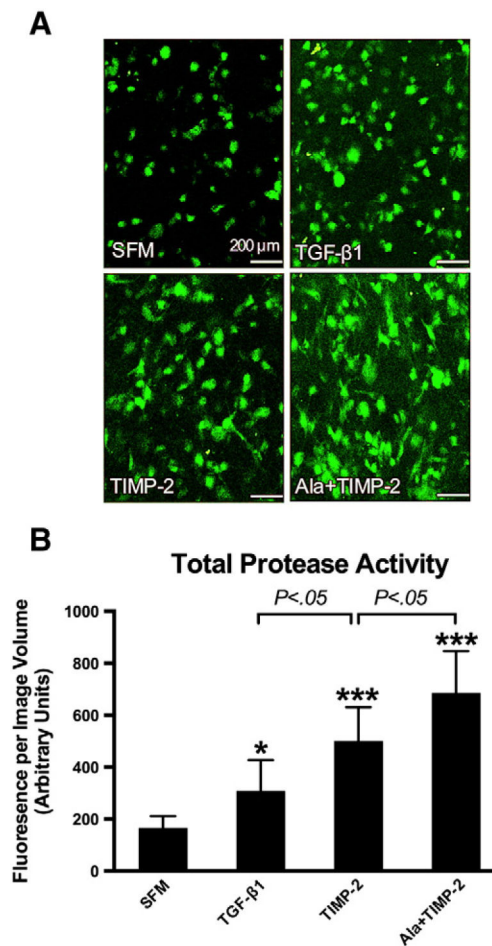 A
SFM
200 µm
TGF-β1
TIMP-2
Ala+TIMP-2
B
Total Protease Activity
P<.05
P<.05
***
***
*
Fluoresence per Image Volume
(Arbitrary Units)
1000
800
600
400
200
0
SFM
TGF-β1
TIMP-2
Ala+TIMP-2